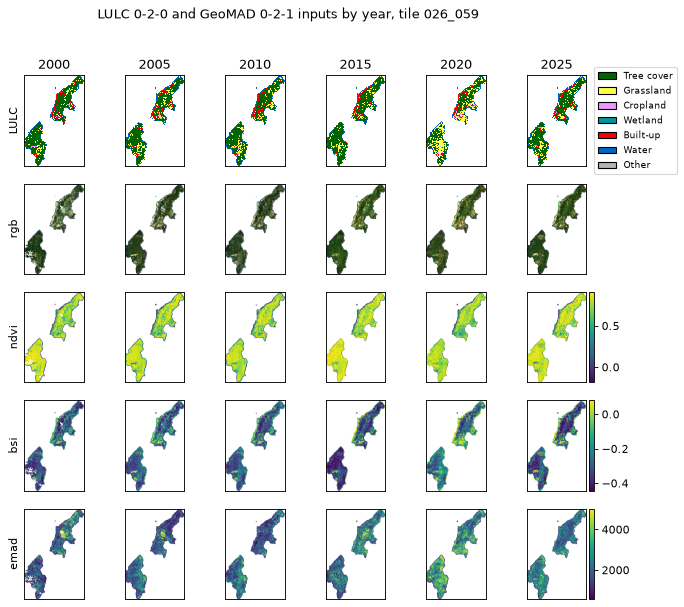 LULC 0-2-0 and GeoMAD 0-2-1 inputs by year, tile 026_059
2000 2005 2010 2015 2020 2025
LULC
Tree cover
Grassland
Cropland
Wetland
Built-up
Water
Other
rgb
ndvi
0.5
0.0
bsi
0.0
−0.2
−0.4
emad
4000
2000